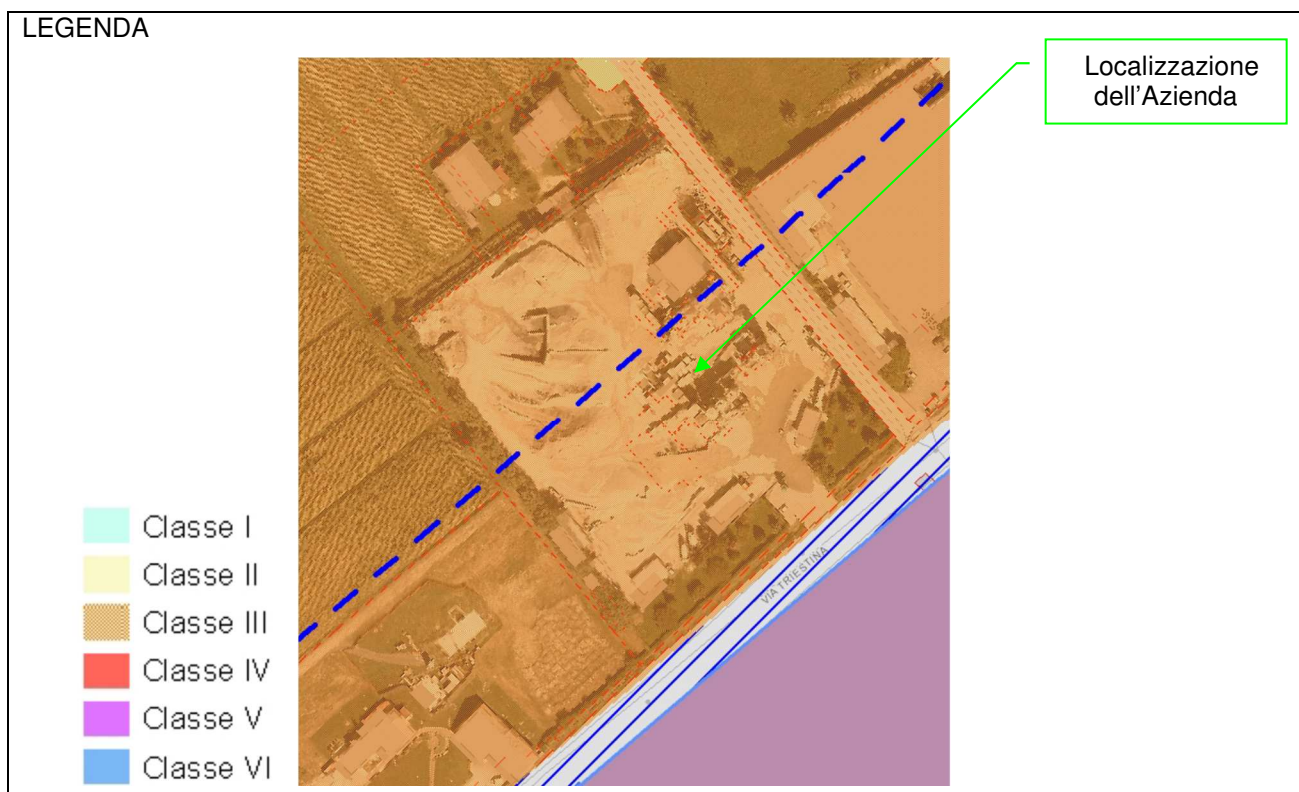 LEGENDA
Localizzazione
dell'Azienda
VIA TRIESTINA
Classe I
Classe II
Classe III
Classe IV
Classe V
Classe VI